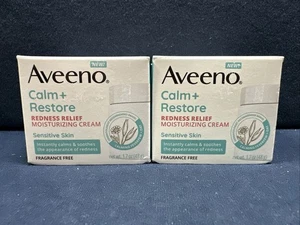 NEW
Aveeno
Calm+
Restore
REDNESS RELIEF
MOISTURIZING CREAM
Sensitive Skin
Instantly calms & soothes
the appearance of redness
FRAGRANCE FREE
NEW
Aveeno
Calm+
Restore
REDNESS RELIEF
MOISTURIZING CREAM
Sensitive Skin
Instantly calms & soothes
the appearance of redness
FRAGRANCE FREE